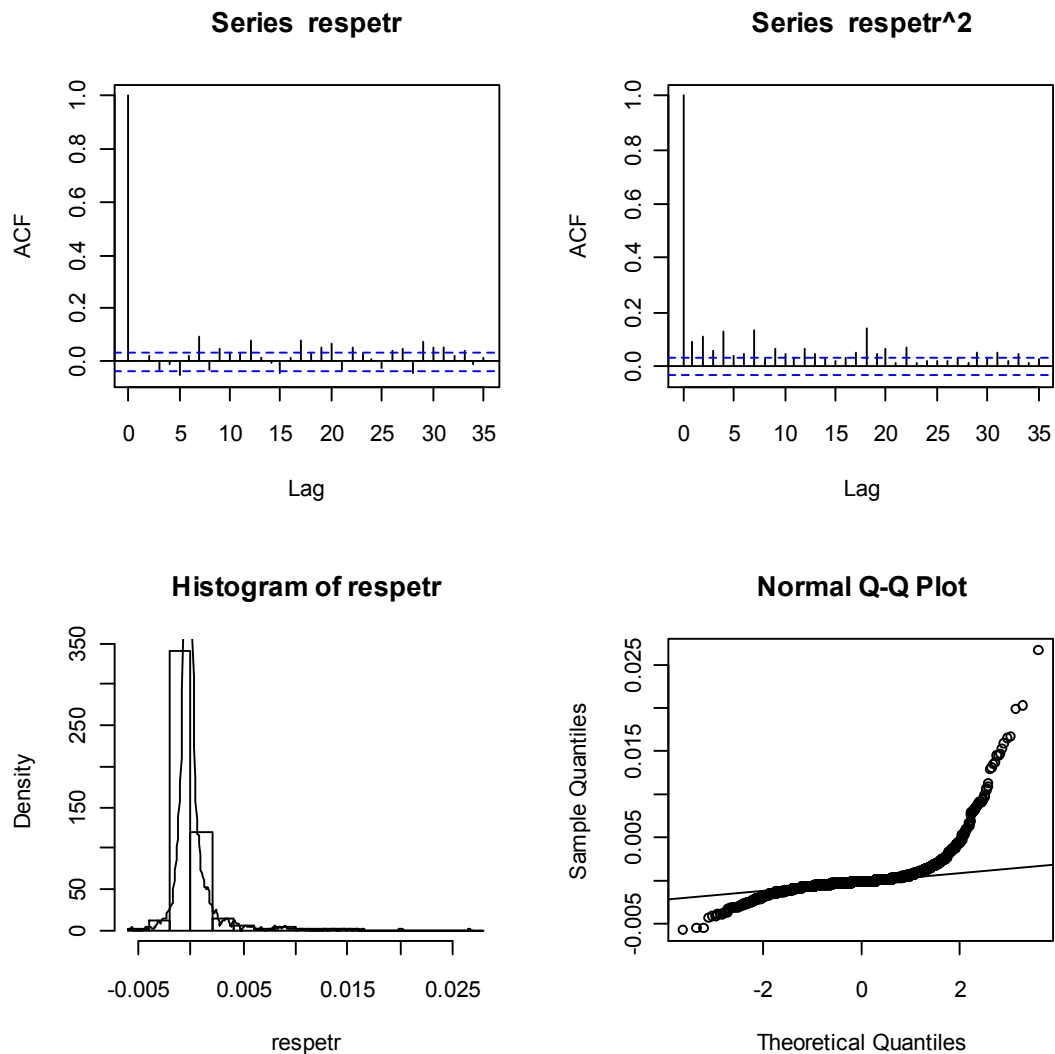 Series  respetr
ACF
0.0 0.2 0.4 0.6 0.8 1.0
0 5 10 15 20 25 30 35
Lag
Series  respetr^2
ACF
0.0 0.2 0.4 0.6 0.8 1.0
0 5 10 15 20 25 30 35
Lag
Histogram of respetr
Density
0 50 150 250 350
-0.005 0.005 0.015 0.025
respetr
Normal Q-Q Plot
Sample Quantiles
-0.005 0.005 0.015 0.025
-2 0 2
Theoretical Quantiles